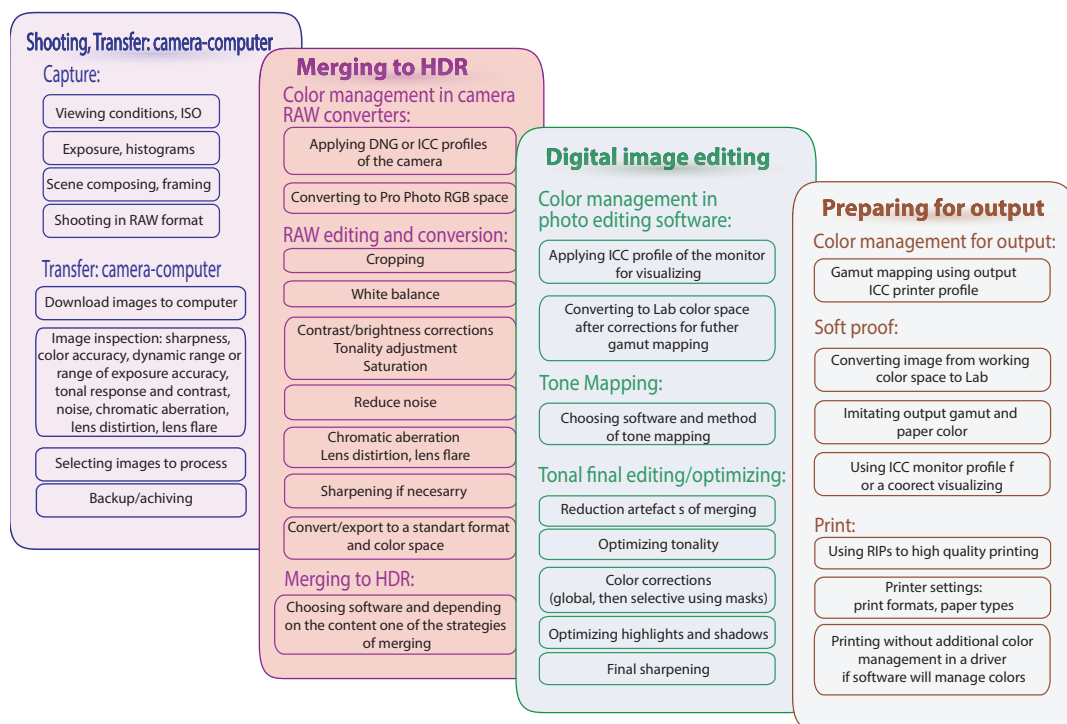 Shooting, Transfer: camera-computer
Capture:
Viewing conditions, ISO
Exposure, histograms
Scene composing, framing
Shooting in RAW format
Transfer: camera-computer
Download images to computer
Image inspection: sharpness,
color accuracy, dynamic range or
range of exposure accuracy,
tonal response and contrast,
noise, chromatic aberration,
lens distirtion, lens flare
Selecting images to process
Backup/achiving
Merging to HDR
Color management in camera
RAW converters:
Applying DNG or ICC profiles
of the camera
Converting to Pro Photo RGB space
RAW editing and conversion:
Cropping
White balance
Contrast/brightness corrections
Tonality adjustment
Saturation
Reduce noise
Chromatic aberration
Lens distirtion, lens flare
Sharpening if necesarry
Convert/export to a standart format
and color space
Merging to HDR:
Choosing software and depending
on the content one of the strategies
of merging
Digital image editing
Color management in
photo editing software:
Applying ICC profile of the monitor
for visualizing
Converting to Lab color space
after corrections for futher
gamut mapping
Tone Mapping:
Choosing software and method
of tone mapping
Tonal final editing/optimizing:
Reduction artefact s of merging
Optimizing tonality
Color corrections
(global, then selective using masks)
Optimizing highlights and shadows
Final sharpening
Preparing for output
Color management for output:
Gamut mapping using output
ICC printer profile
Soft proof:
Converting image from working
color space to Lab
Imitating output gamut and
paper color
Using ICC monitor profile f
or a coorect visualizing
Print:
Using RIPs to high quality printing
Printer settings:
print formats, paper types
Printing without additional color
management in a driver
if software will manage colors